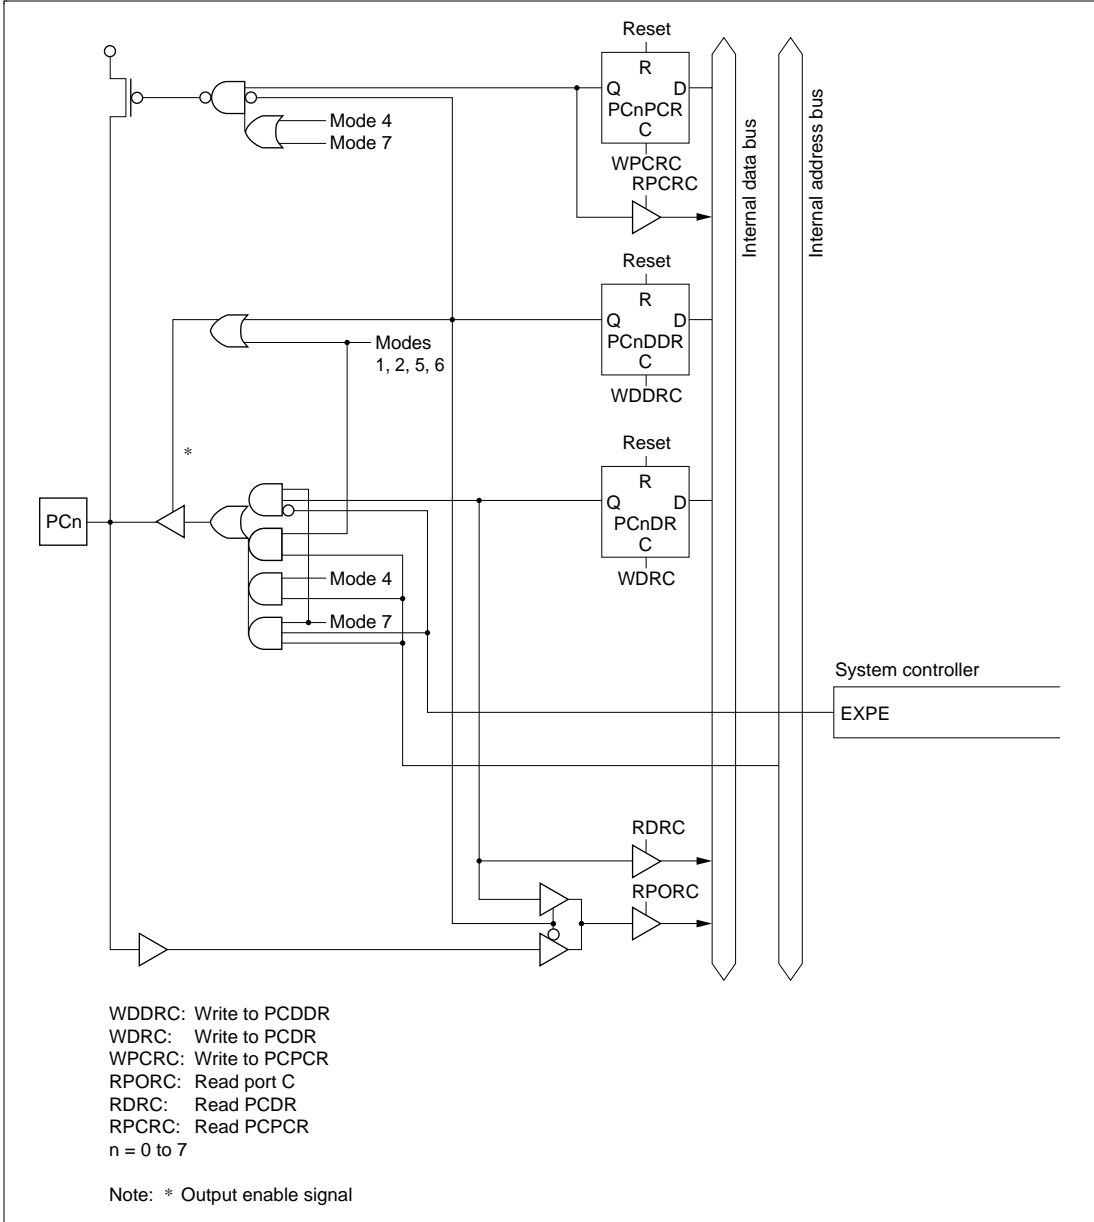 Reset
R
Q D
PCnPCR
C
WPCRC
RPCRC
Mode 4
Mode 7
Internal data bus
Internal address bus
Reset
R
Q D
PCnDDR
C
WDDRC
Modes
1, 2, 5, 6
Reset
R
Q D
PCnDR
C
WDRC
*
PCn
Mode 4
Mode 7
System controller
EXPE
RDRC
RPORC
WDDRC: Write to PCDDR
WDRC: Write to PCDR
WPCRC: Write to PCPCR
RPORC: Read port C
RDRC: Read PCDR
RPCRC: Read PCPCR
n = 0 to 7
Note: * Output enable signal